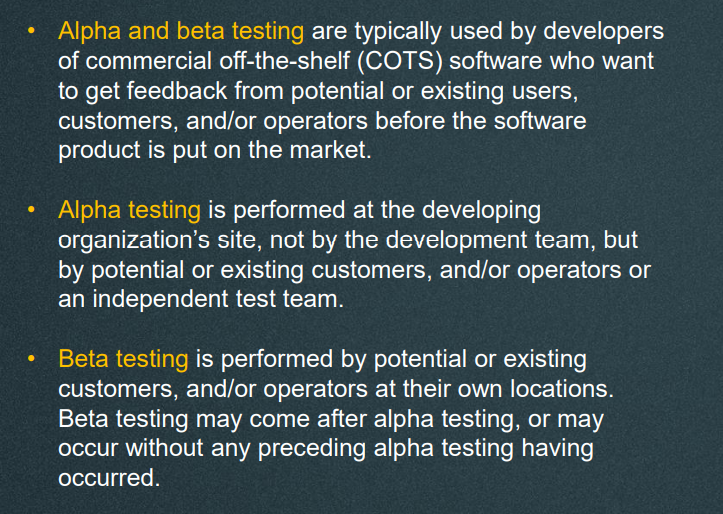 • Alpha and beta testing are typically used by developers
of commercial off-the-shelf (COTS) software who want
to get feedback from potential or existing users,
customers, and/or operators before the software
product is put on the market.
• Alpha testing is performed at the developing
organization’s site, not by the development team, but
by potential or existing customers, and/or operators or
an independent test team.
• Beta testing is performed by potential or existing
customers, and/or operators at their own locations.
Beta testing may come after alpha testing, or may
occur without any preceding alpha testing having
occurred.